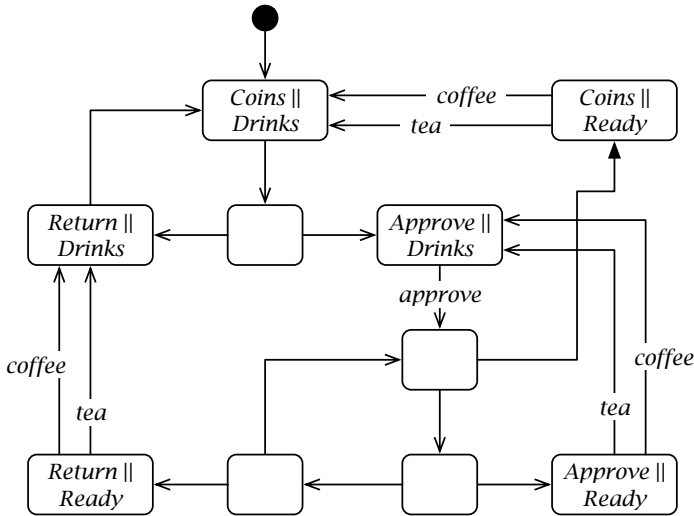 Coins ||
Drinks
coffee
tea
Coins ||
Ready
Return ||
Drinks
Approve ||
Drinks
approve
coffee
tea
coffee
tea
Return ||
Ready
Approve ||
Ready